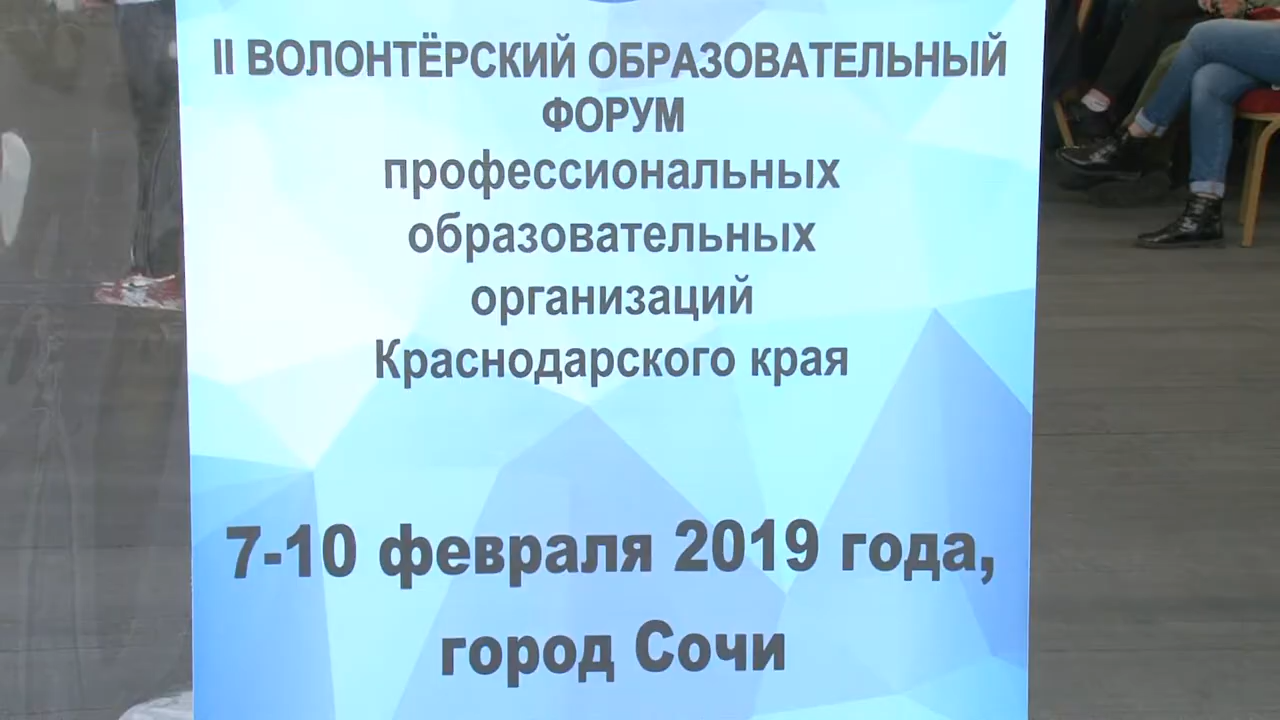 II ВОЛОНТЁРСКИЙ ОБРАЗОВАТЕЛЬНЫЙ
ФОРУМ
профессиональных
образовательных
организаций
Краснодарского края
7-10 февраля 2019 года,
город Сочи